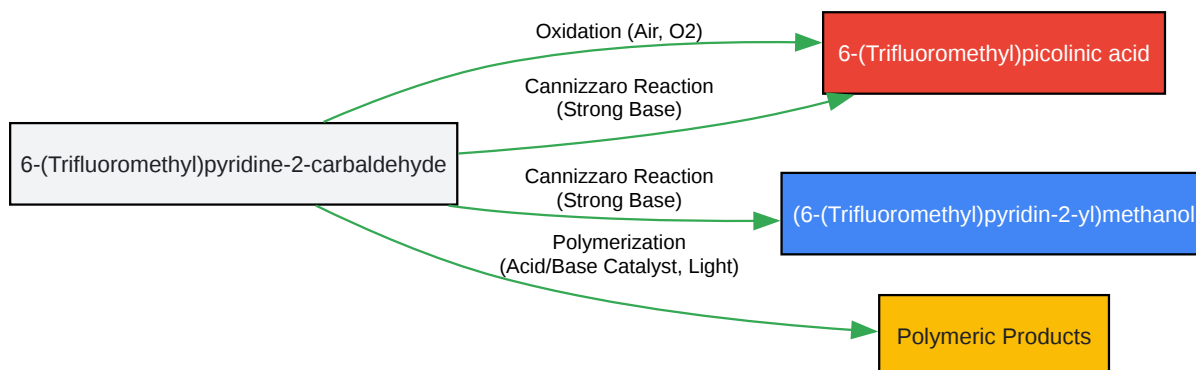 Oxidation (Air, O2)
6-(Trifluoromethyl)picolinic acid
Cannizzaro Reaction
(Strong Base)
6-(Trifluoromethyl)pyridine-2-carbaldehyde
Cannizzaro Reaction
(Strong Base)
(6-(Trifluoromethyl)pyridin-2-yl)methanol
Polymerization
(Acid/Base Catalyst, Light)
Polymeric Products